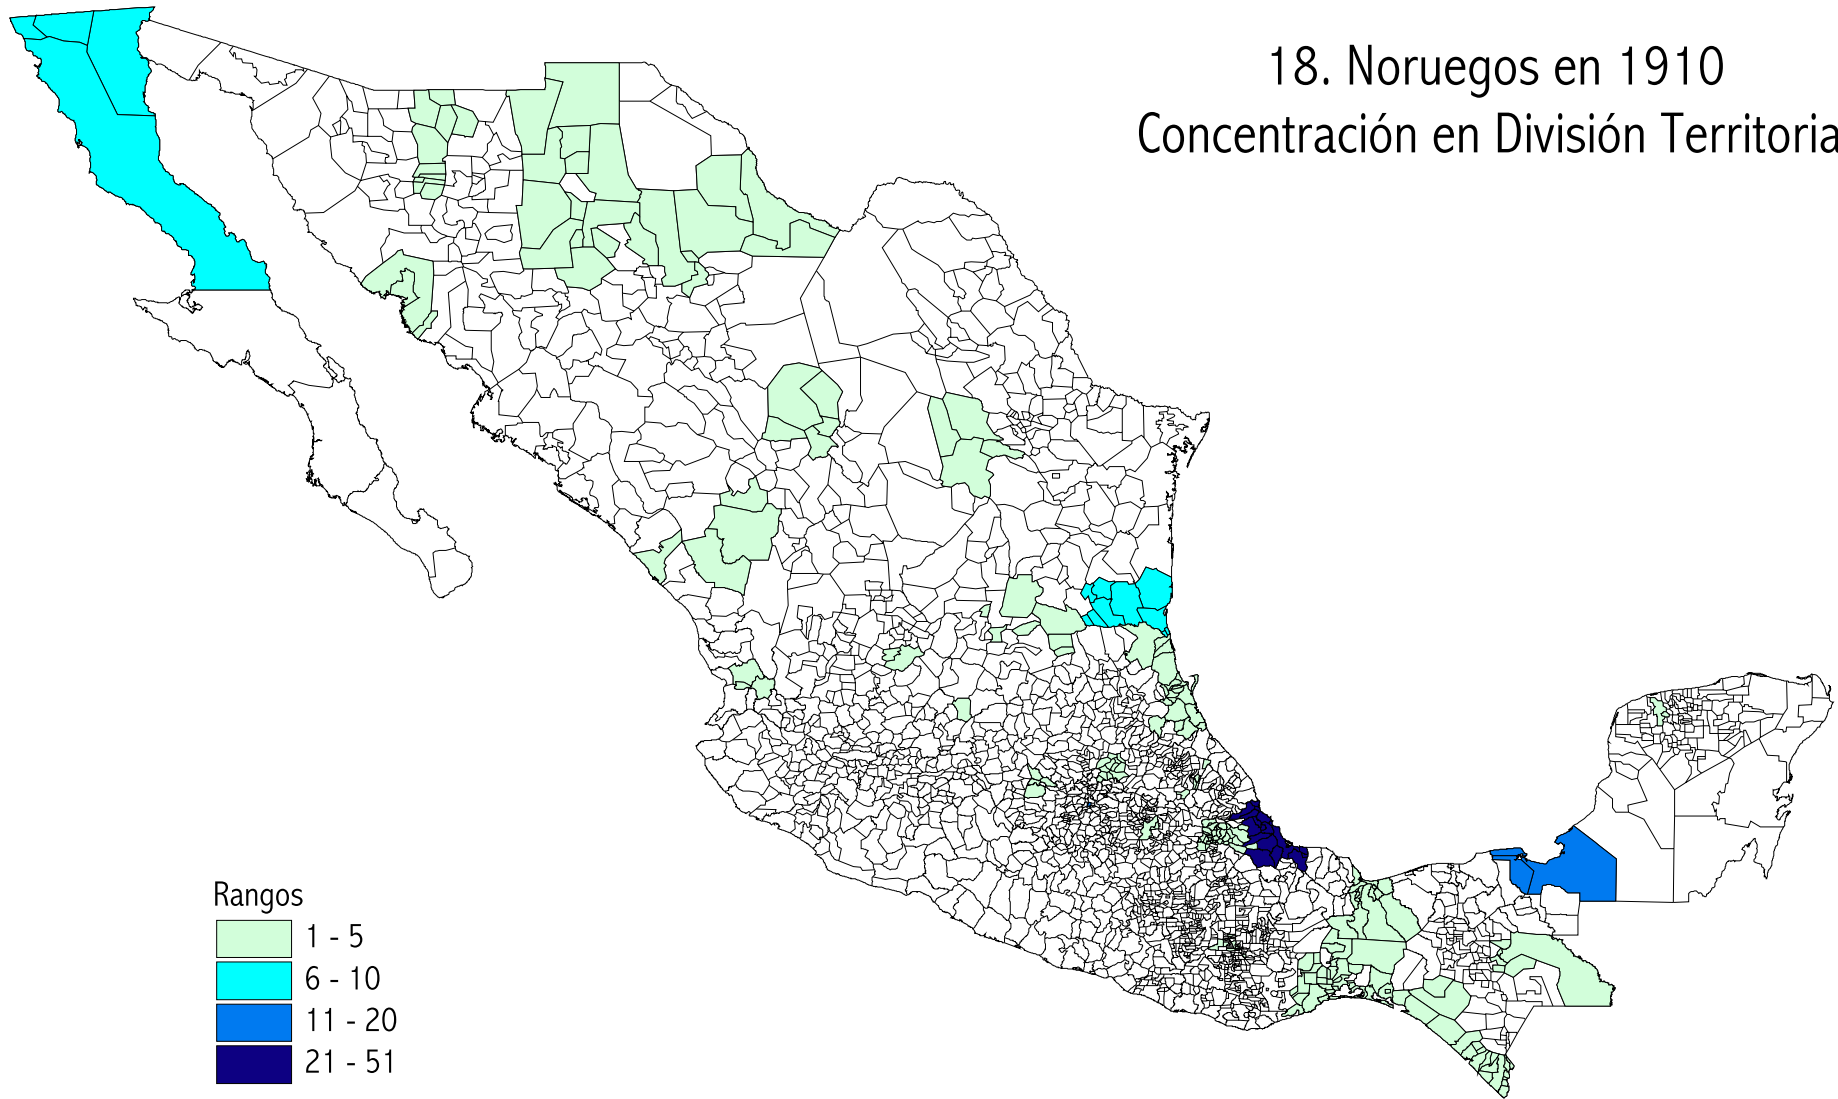 18. Noruegos en 1910
Concentración en División Territoria
Rangos
1 - 5
6 - 10
11 - 20
21 - 51